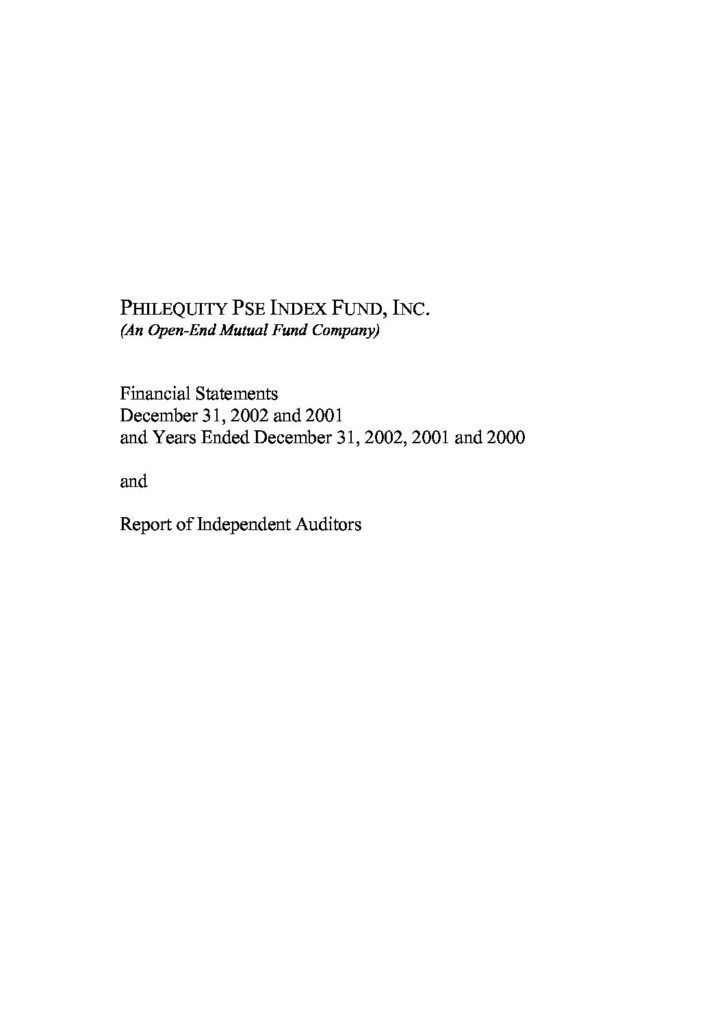 PHILEQUITY PSE INDEX FUND, INC.
(An Open-End Mutual Fund Company)
Financial Statements
December 31, 2002 and 2001
and Years Ended December 31, 2002, 2001 and 2000
and
Report of Independent Auditors